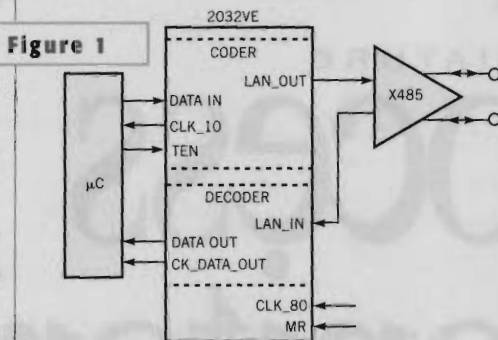 Figure 1
2032VE
CODER
LAN_OUT
DATA IN
CLK_10
TEN
X485
µC
DECODER
LAN_IN
DATA OUT
CK_DATA_OUT
CLK_80
MR